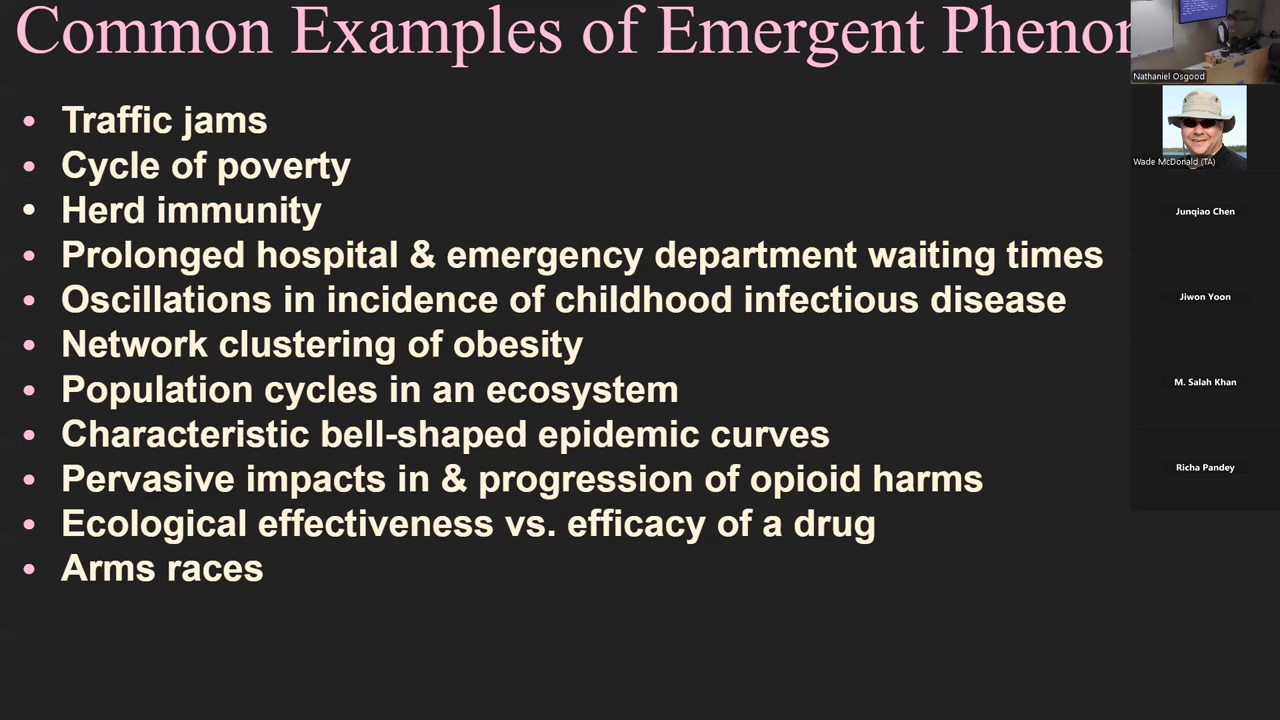 Common Examples of Emergent Phenom
• Traffic jams
• Cycle of poverty
• Herd immunity
• Prolonged hospital & emergency department waiting times
• Oscillations in incidence of childhood infectious disease
• Network clustering of obesity
• Population cycles in an ecosystem
• Characteristic bell-shaped epidemic curves
• Pervasive impacts in & progression of opioid harms
• Ecological effectiveness vs. efficacy of a drug
• Arms races
Nathaniel Osgood
Wade McDonald (TA)
Junqiao Chen
Jiwon Yoon
M. Salah Khan
Richa Pandey